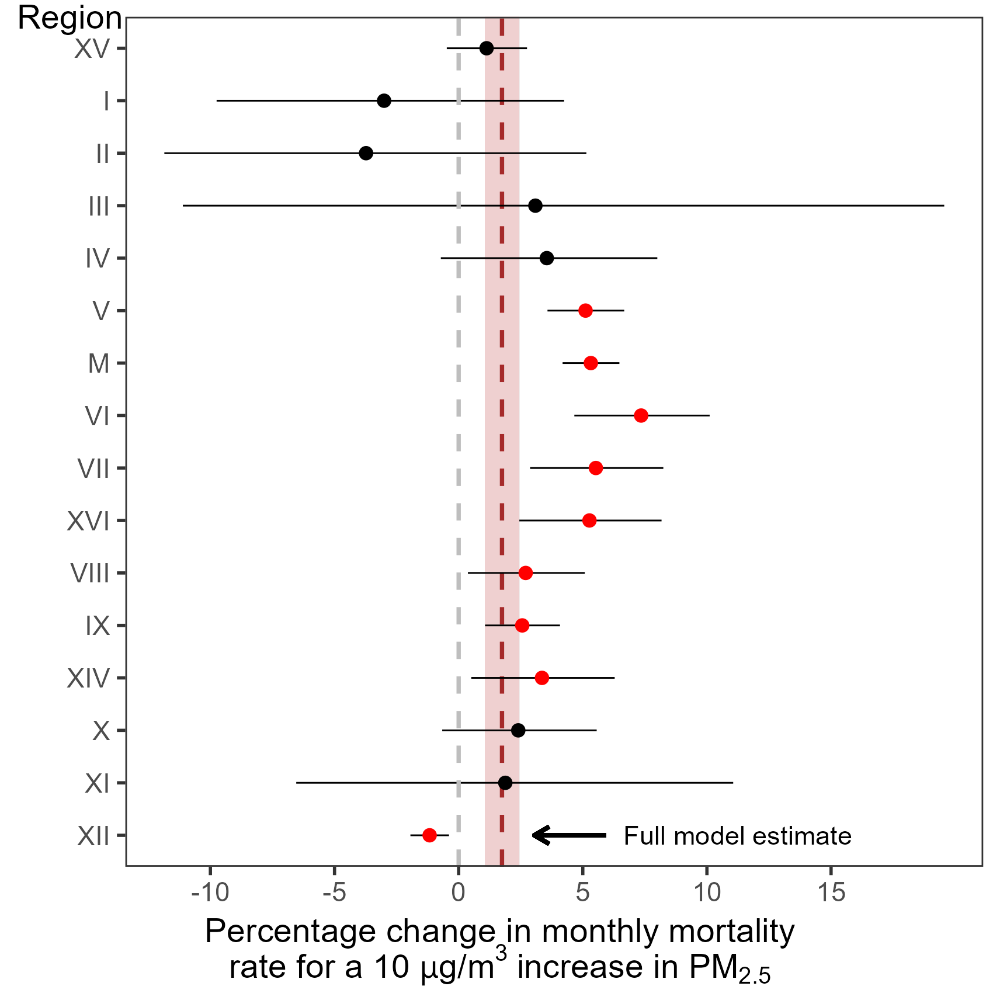 Region
XV
I
II
III
IV
V
M
VI
VII
XVI
VIII
IX
XIV
X
XI
XII
Full model estimate
-10 -5 0 5 10 15
Percentage change in monthly mortality
rate for a 10 µg/m³ increase in PM₂.₅